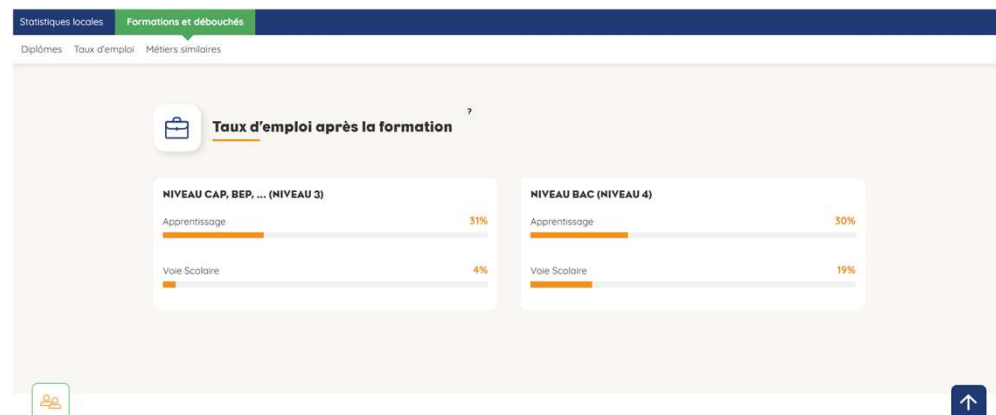 Statistiques locales Formations et débouchés
Diplômes Taux d'emploi Métiers similaires
Taux d'emploi après la formation ?
NIVEAU CAP, BEP, ... (NIVEAU 3)
Apprentissage 31%
Voie Scolaire 4%
NIVEAU BAC (NIVEAU 4)
Apprentissage 30%
Voie Scolaire 19%